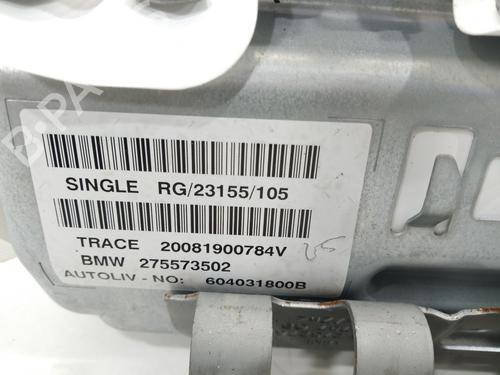 SINGLE RG/23155/105
TRACE 20081900784V
BMW 275573502
AUTOLIV - NO: 604031800B